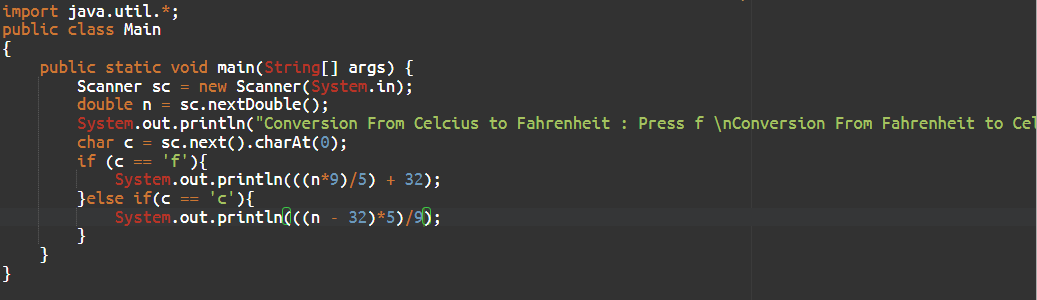 import java.util.*;
public class Main
{
    public static void main(String[] args) {
        Scanner sc = new Scanner(System.in);
        double n = sc.nextDouble();
        System.out.println("Conversion From Celcius to Fahrenheit : Press f \nConversion From Fahrenheit to Cel
        char c = sc.next().charAt(0);
        if (c == 'f'){
            System.out.println(((n*9)/5) + 32);
        }else if(c == 'c'){
            System.out.println(((n - 32)*5)/9);
        }
    }
}